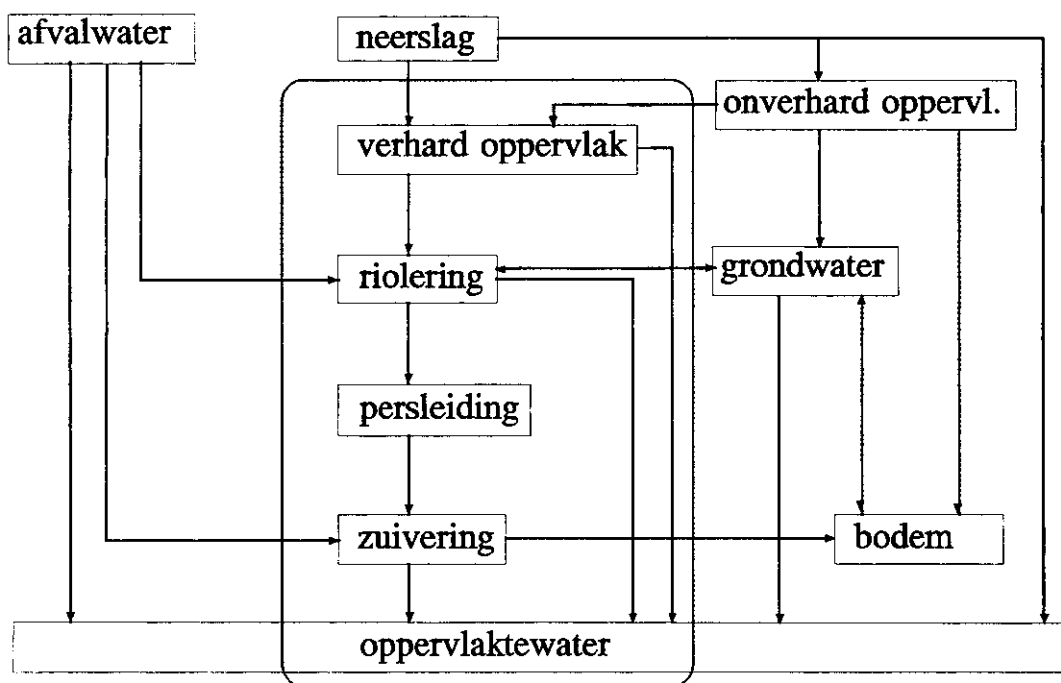 afvalwater
neerslag
onverhard oppervl.
verhard oppervlak
riolering
grondwater
persleiding
zuivering
bodem
oppervlaktewater